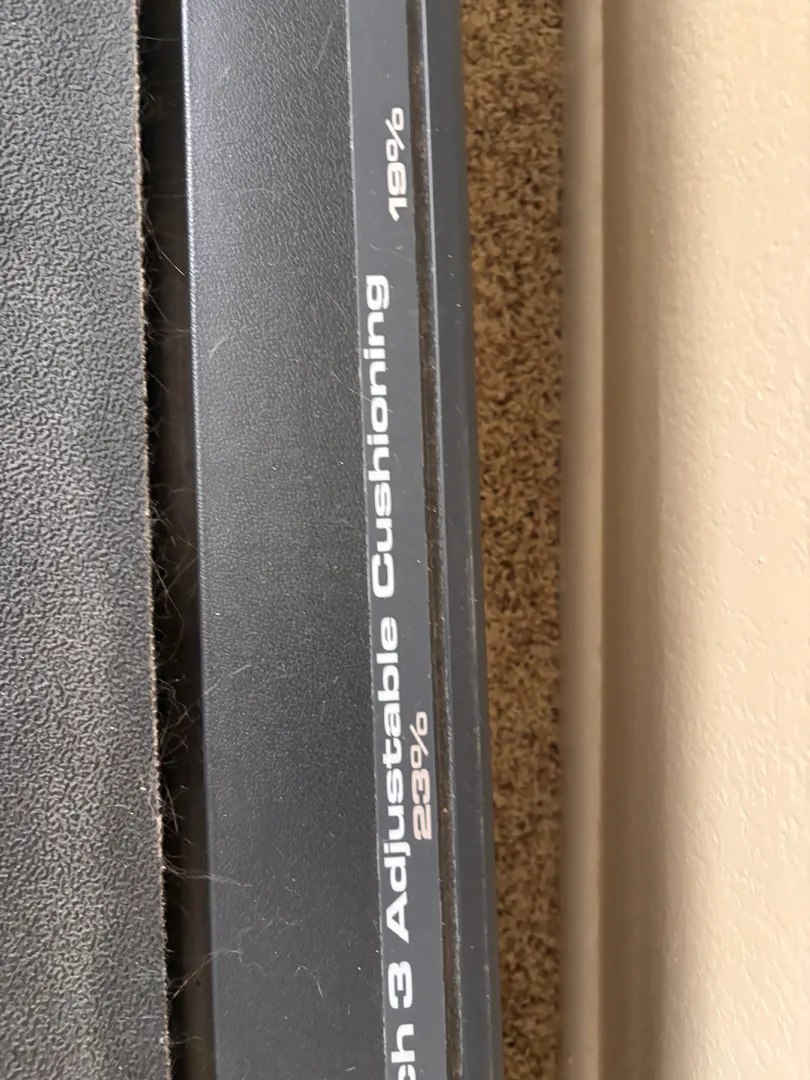 ch 3 Adjustable Cushioning
23% 19%